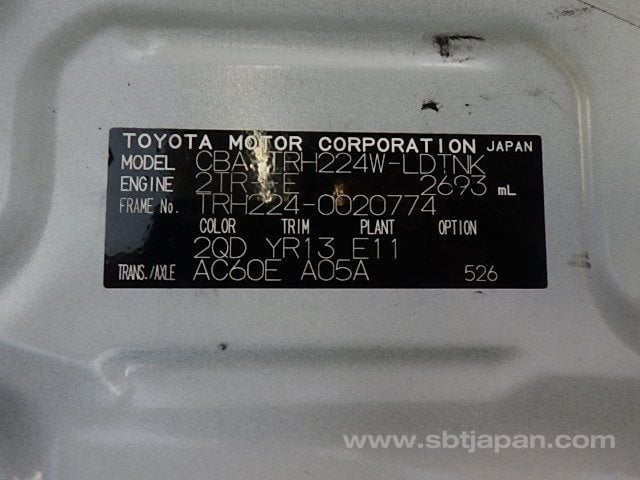 TOYOTA MOTOR CORPORATION JAPAN
MODEL CBA-TRH224W-LDTNK
ENGINE 2TR-FE 2693 mL
FRAME No. TRH224-0020774
COLOR TRIM PLANT OPTION
2QD YR13 E11
TRANS./AXLE AC60E A05A 526
www.sbtjapan.com